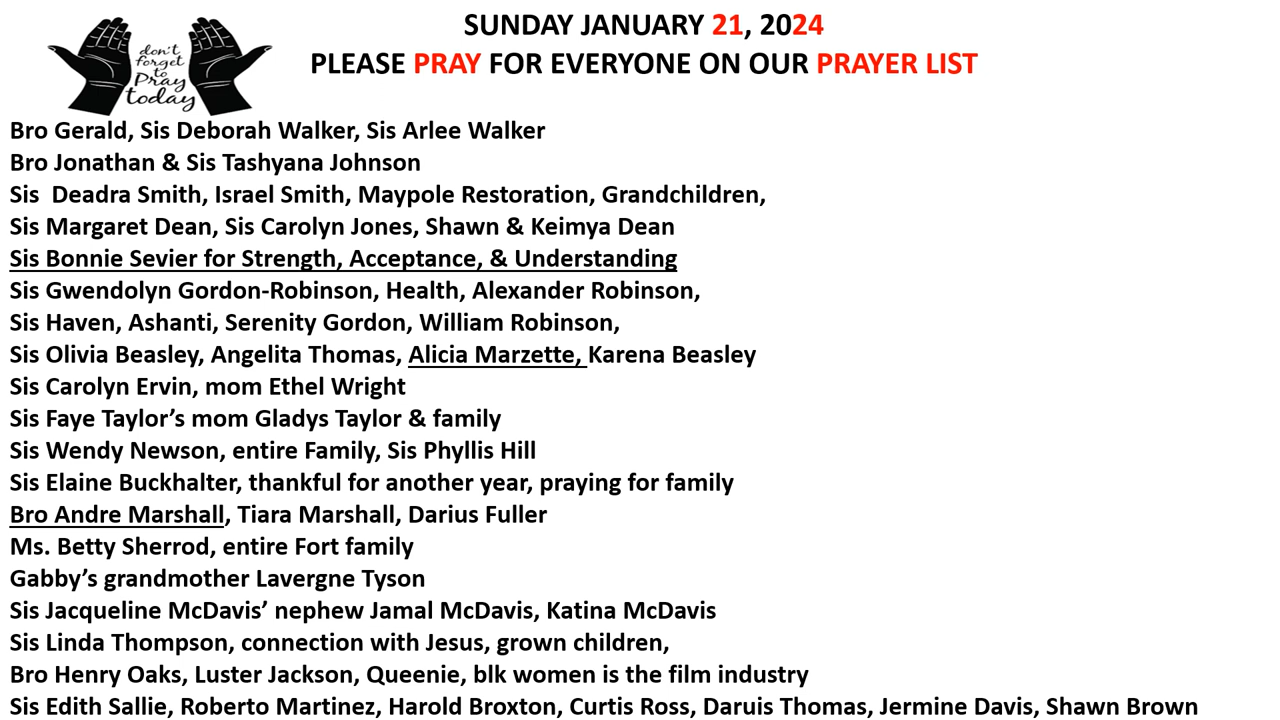 don't
forget
to
Pray
today
SUNDAY JANUARY 21, 2024
PLEASE PRAY FOR EVERYONE ON OUR PRAYER LIST
Bro Gerald, Sis Deborah Walker, Sis Arlee Walker
Bro Jonathan & Sis Tashyana Johnson
Sis  Deadra Smith, Israel Smith, Maypole Restoration, Grandchildren,
Sis Margaret Dean, Sis Carolyn Jones, Shawn & Keimya Dean
Sis Bonnie Sevier for Strength, Acceptance, & Understanding
Sis Gwendolyn Gordon-Robinson, Health, Alexander Robinson,
Sis Haven, Ashanti, Serenity Gordon, William Robinson,
Sis Olivia Beasley, Angelita Thomas, Alicia Marzette, Karena Beasley
Sis Carolyn Ervin, mom Ethel Wright
Sis Faye Taylor’s mom Gladys Taylor & family
Sis Wendy Newson, entire Family, Sis Phyllis Hill
Sis Elaine Buckhalter, thankful for another year, praying for family
Bro Andre Marshall, Tiara Marshall, Darius Fuller
Ms. Betty Sherrod, entire Fort family
Gabby’s grandmother Lavergne Tyson
Sis Jacqueline McDavis’ nephew Jamal McDavis, Katina McDavis
Sis Linda Thompson, connection with Jesus, grown children,
Bro Henry Oaks, Luster Jackson, Queenie, blk women is the film industry
Sis Edith Sallie, Roberto Martinez, Harold Broxton, Curtis Ross, Daruis Thomas, Jermine Davis, Shawn Brown